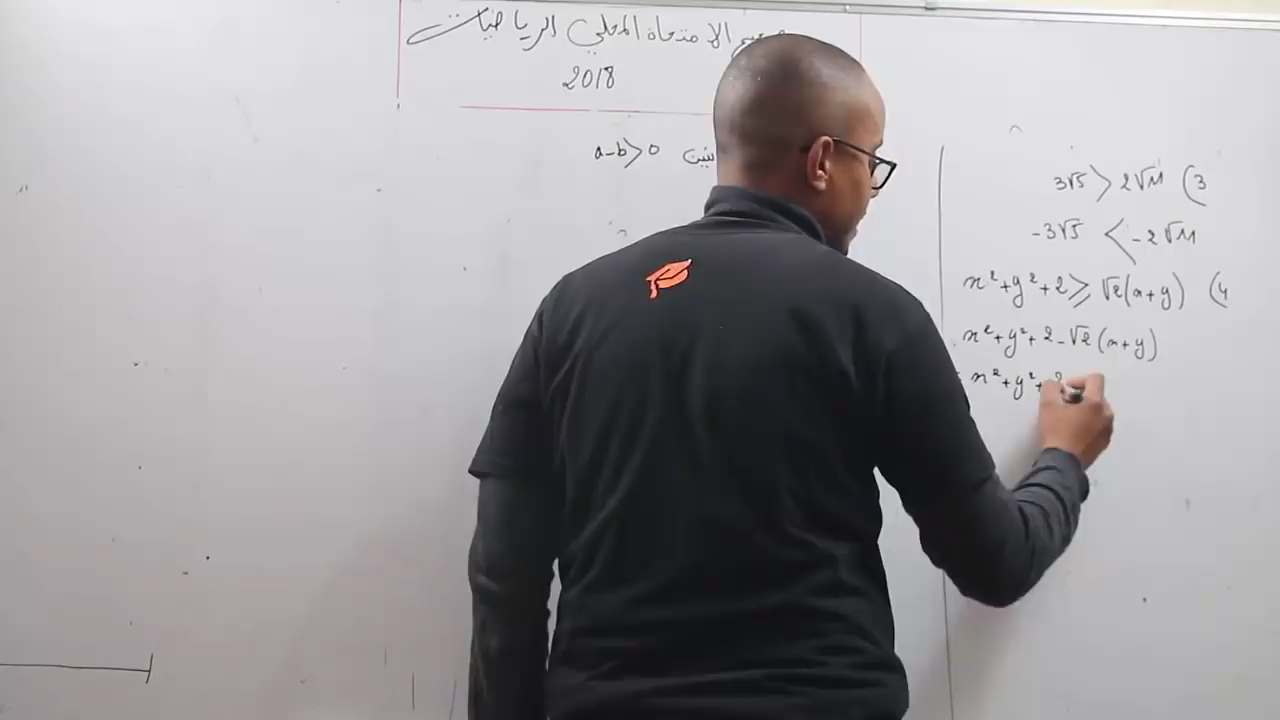 الامتحان المحلي الرياضيات
2018
a-b>0
3√5 > 2√11 (3
-3√5 < -2√11
x²+y²+2 ⩾ √2(x+y) (4
x²+y²+2-√2(x+y)
= x²+y²+2